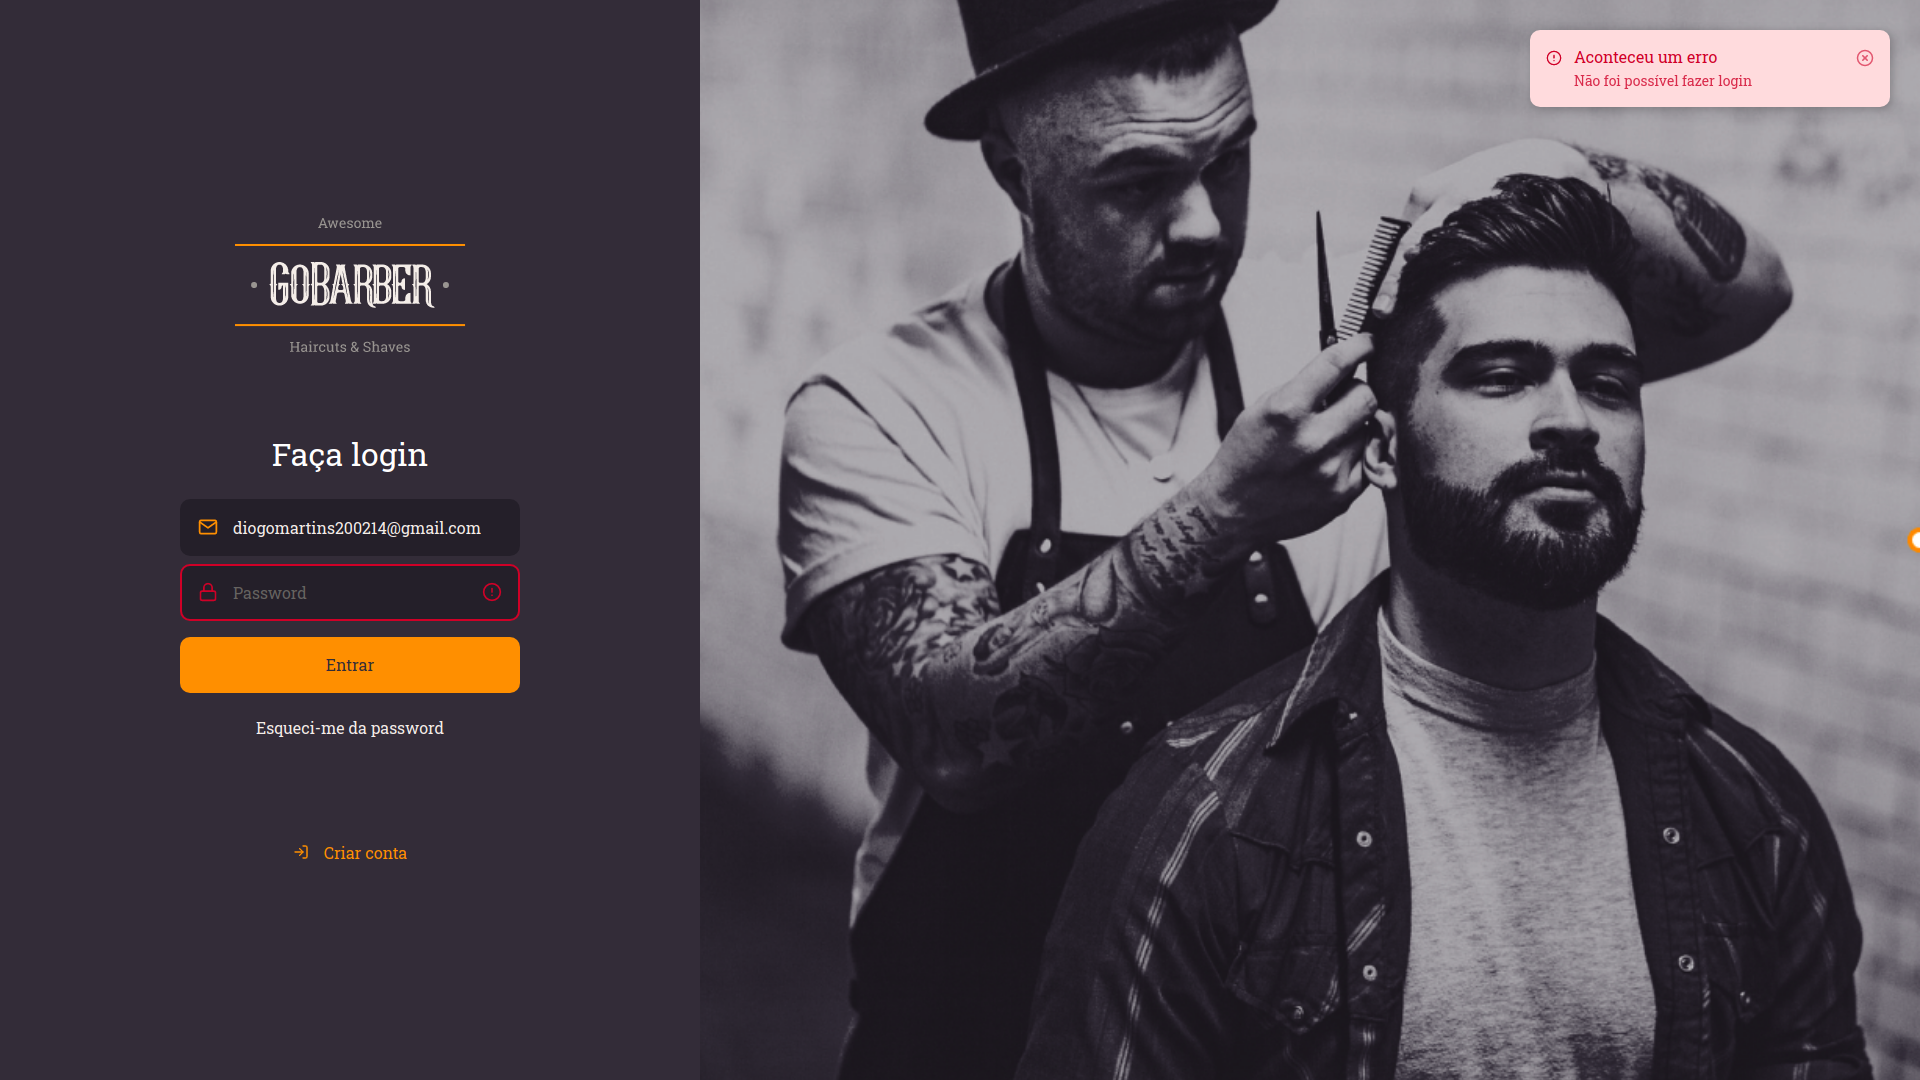 Awesome
GOBARBER
Haircuts & Shaves
Faça login
diogomartins200214@gmail.com
Password
Entrar
Esqueci-me da password
Criar conta
Aconteceu um erro
Não foi possível fazer login